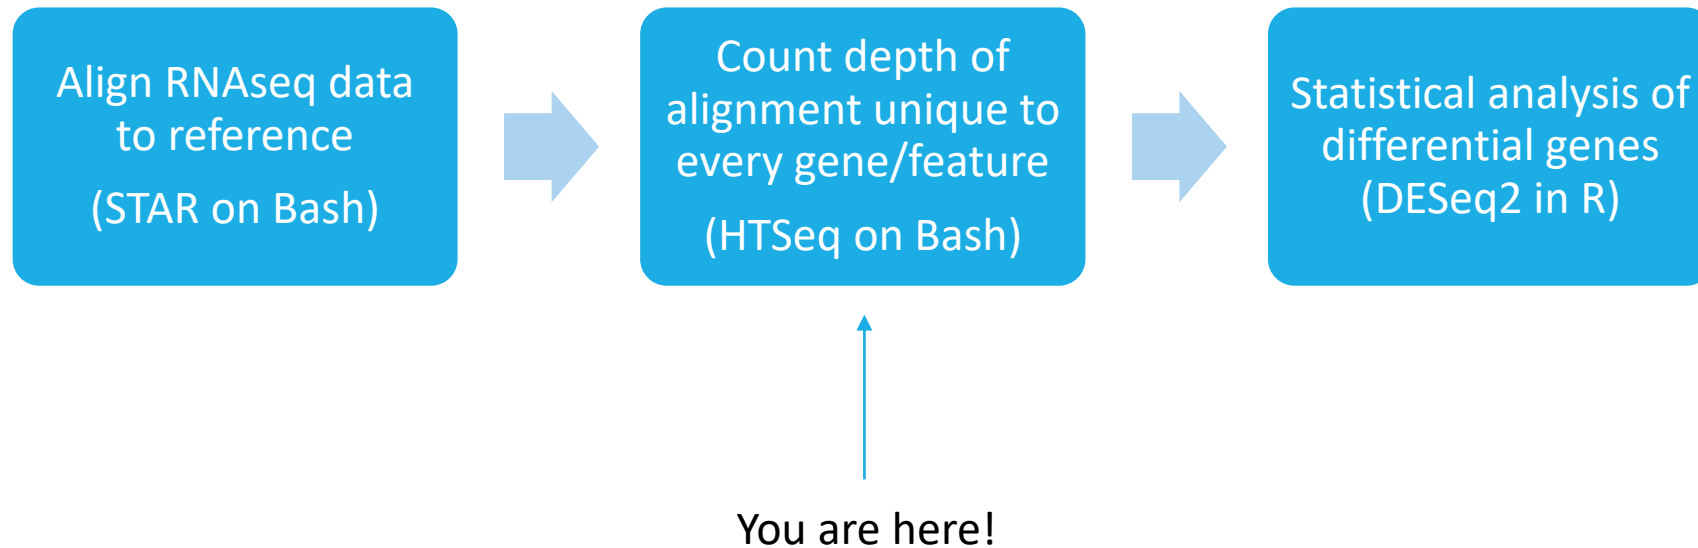 Align RNAseq data
to reference
(STAR on Bash)
Count depth of
alignment unique to
every gene/feature
(HTSeq on Bash)
Statistical analysis of
differential genes
(DESeq2 in R)
You are here!